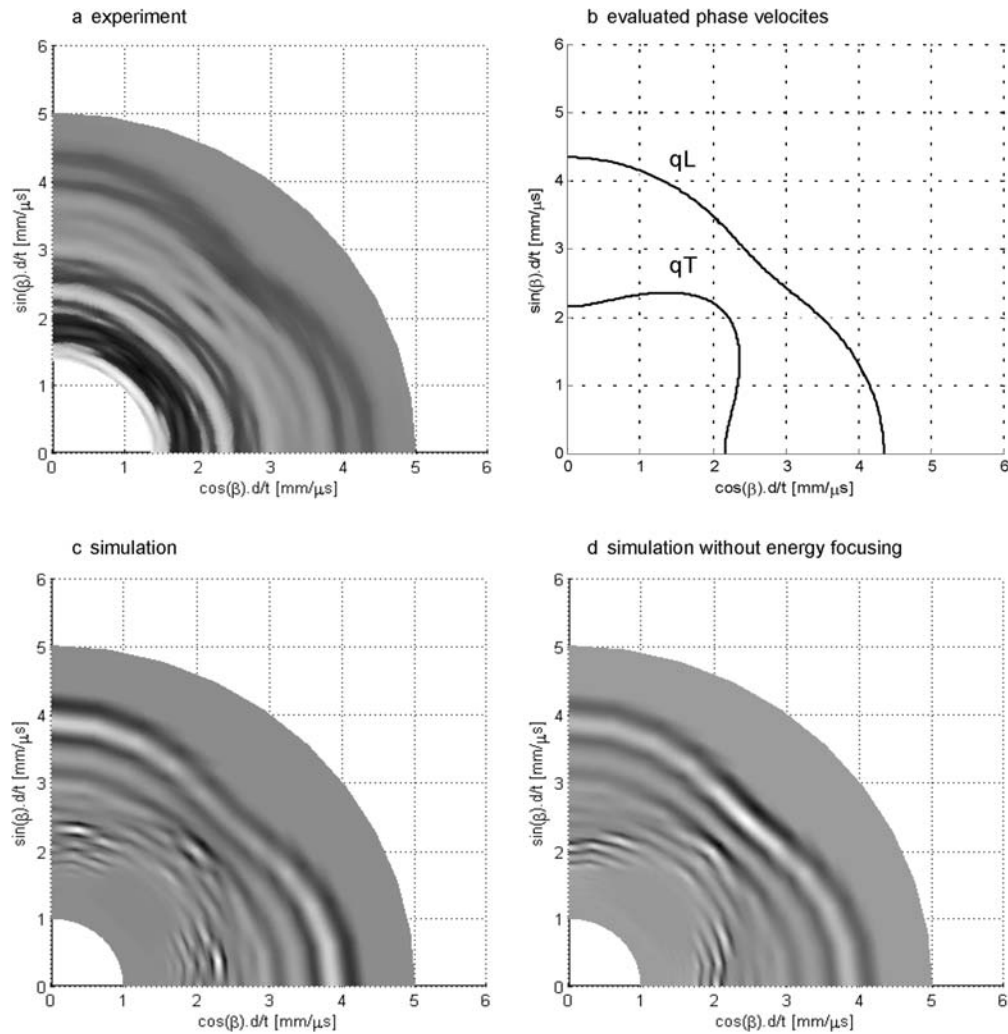 a experiment
6
5
4
3
2
1
0
sin(β).d/t [mm/μs]
0 1 2 3 4 5 6
cos(β).d/t [mm/μs]
b evaluated phase velocites
6
5
4
3
2
1
0
sin(β).d/t [mm/μs]
qL
qT
0 1 2 3 4 5 6
cos(β).d/t [mm/μs]
c simulation
6
5
4
3
2
1
0
sin(β).d/t [mm/μs]
0 1 2 3 4 5 6
cos(β).d/t [mm/μs]
d simulation without energy focusing
6
5
4
3
2
1
0
sin(β).d/t [mm/μs]
0 1 2 3 4 5 6
cos(β).d/t [mm/μs]